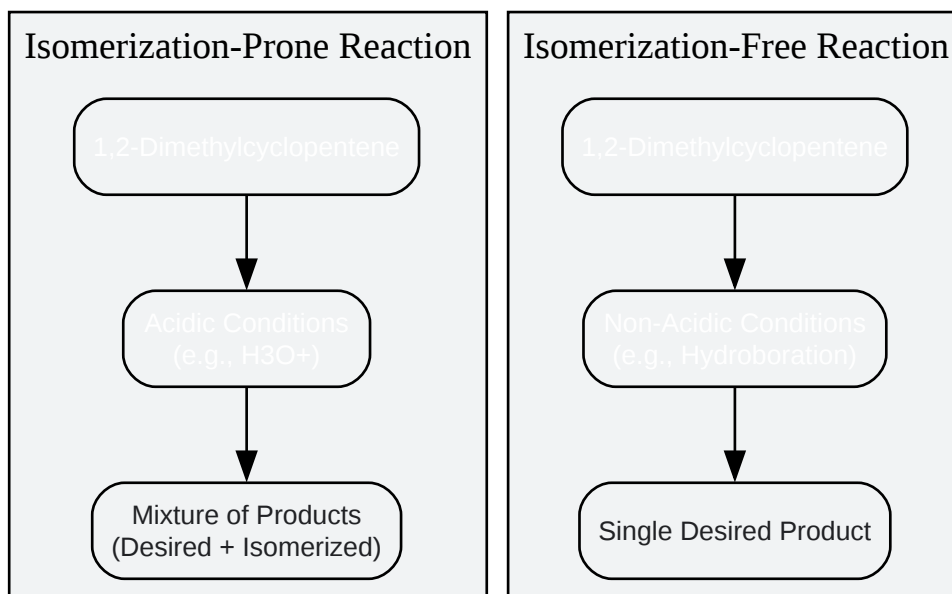 Isomerization-Prone Reaction
1,2-Dimethylcyclopentene
Acidic Conditions
(e.g., H3O+)
Mixture of Products
(Desired + Isomerized)
Isomerization-Free Reaction
1,2-Dimethylcyclopentene
Non-Acidic Conditions
(e.g., Hydroboration)
Single Desired Product